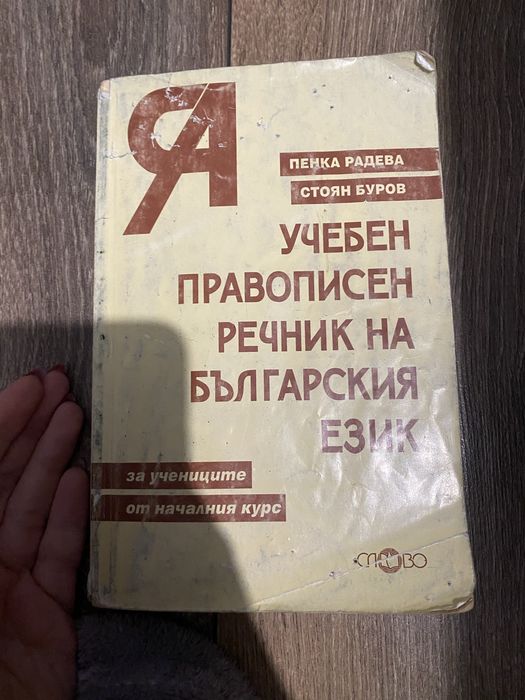 ПЕНКА РАДЕВА
СТОЯН БУРОВ
УЧЕБЕН
ПРАВОПИСЕН
РЕЧНИК НА
БЪЛГАРСКИЯ
ЕЗИК
за учениците
от началния курс
СЛОВО